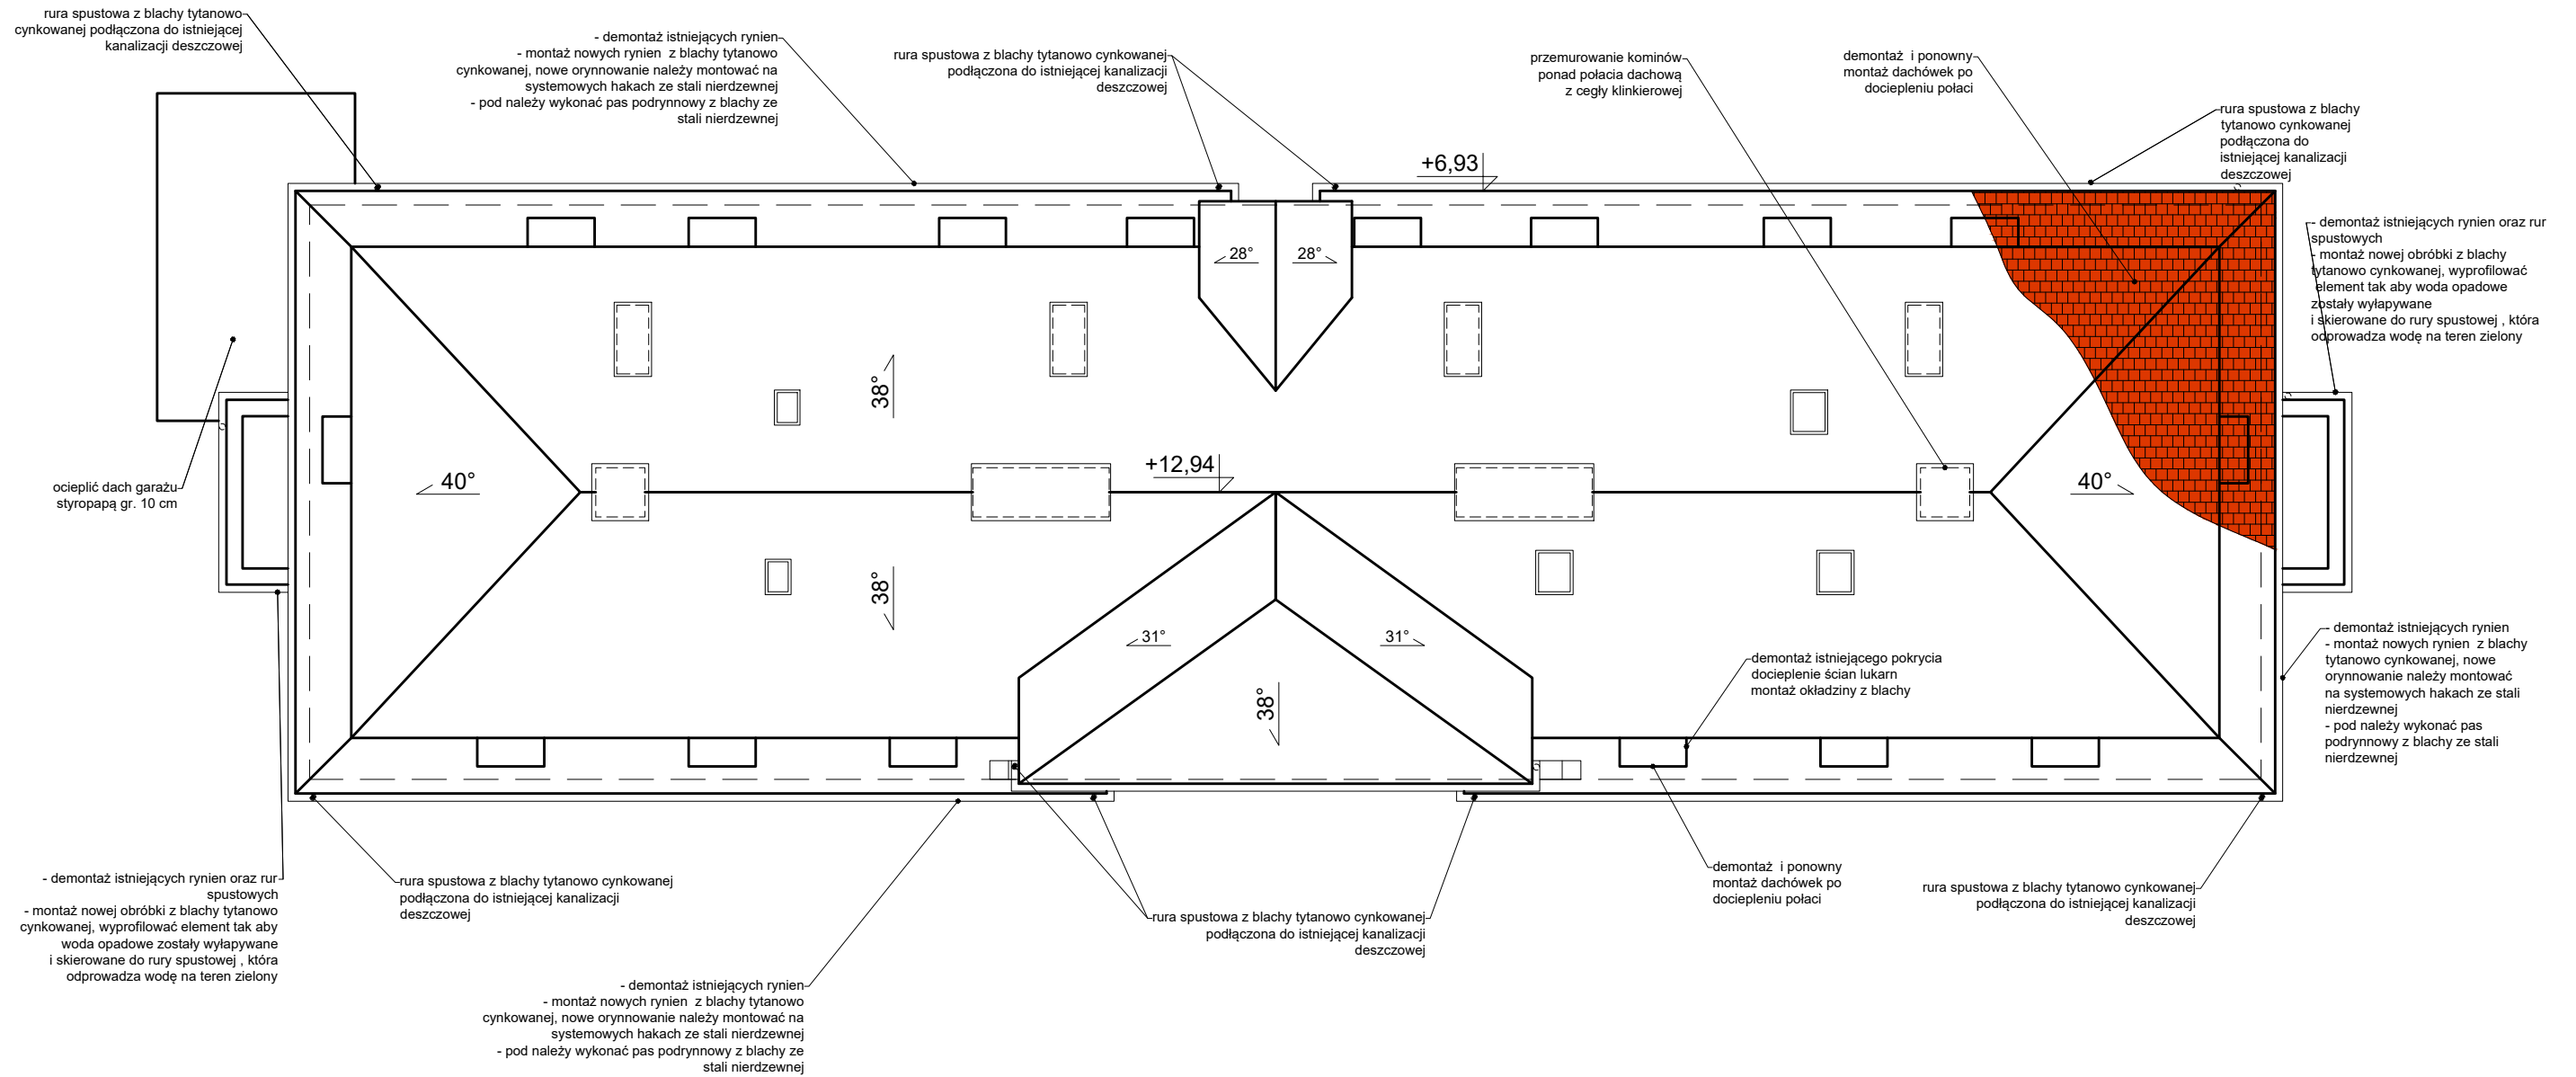 rura spustowa z blachy tytanowo
cynkowanej podłączona do istniejącej
kanalizacji deszczowej
- demontaż istniejących rynien
- montaż nowych rynien z blachy tytanowo
cynkowanej, nowe orynnowanie należy montować na
systemowych hakach ze stali nierdzewnej
- pod należy wykonać pas podrynnowy z blachy ze
stali nierdzewnej
rura spustowa z blachy tytanowo cynkowanej
podłączona do istniejącej kanalizacji
deszczowej
przemurowanie kominów
ponad połacia dachową
z cegły klinkierowej
demontaż i ponowny
montaż dachówek po
dociepleniu połaci
rura spustowa z blachy
tytanowo cynkowanej
podłączona do
istniejącej kanalizacji
deszczowej
+6,93
- demontaż istniejących rynien oraz rur
spustowych
- montaż nowej obróbki z blachy
tytanowo cynkowanej, wyprofilować
element tak aby woda opadowe
zostały wyłapywane
i skierowane do rury spustowej , która
odprowadza wodę na teren zielony
28°
28°
38°
+12,94
40°
40°
ocieplić dach garażu
styropapą gr. 10 cm
38°
31°
31°
38°
demontaż istniejącego pokrycia
docieplenie ścian lukarn
montaż okładziny z blachy
- demontaż istniejących rynien
- montaż nowych rynien z blachy
tytanowo cynkowanej, nowe
orynnowanie należy montować
na systemowych hakach ze stali
nierdzewnej
- pod należy wykonać pas
podrynnowy z blachy ze stali
nierdzewnej
- demontaż istniejących rynien oraz rur
spustowych
- montaż nowej obróbki z blachy tytanowo
cynkowanej, wyprofilować element tak aby
woda opadowe zostały wyłapywane
i skierowane do rury spustowej , która
odprowadza wodę na teren zielony
rura spustowa z blachy tytanowo cynkowanej
podłączona do istniejącej kanalizacji
deszczowej
rura spustowa z blachy tytanowo cynkowanej
podłączona do istniejącej kanalizacji
deszczowej
demontaż i ponowny
montaż dachówek po
dociepleniu połaci
rura spustowa z blachy tytanowo cynkowanej
podłączona do istniejącej kanalizacji
deszczowej
- demontaż istniejących rynien
- montaż nowych rynien z blachy tytanowo
cynkowanej, nowe orynnowanie należy montować na
systemowych hakach ze stali nierdzewnej
- pod należy wykonać pas podrynnowy z blachy ze
stali nierdzewnej